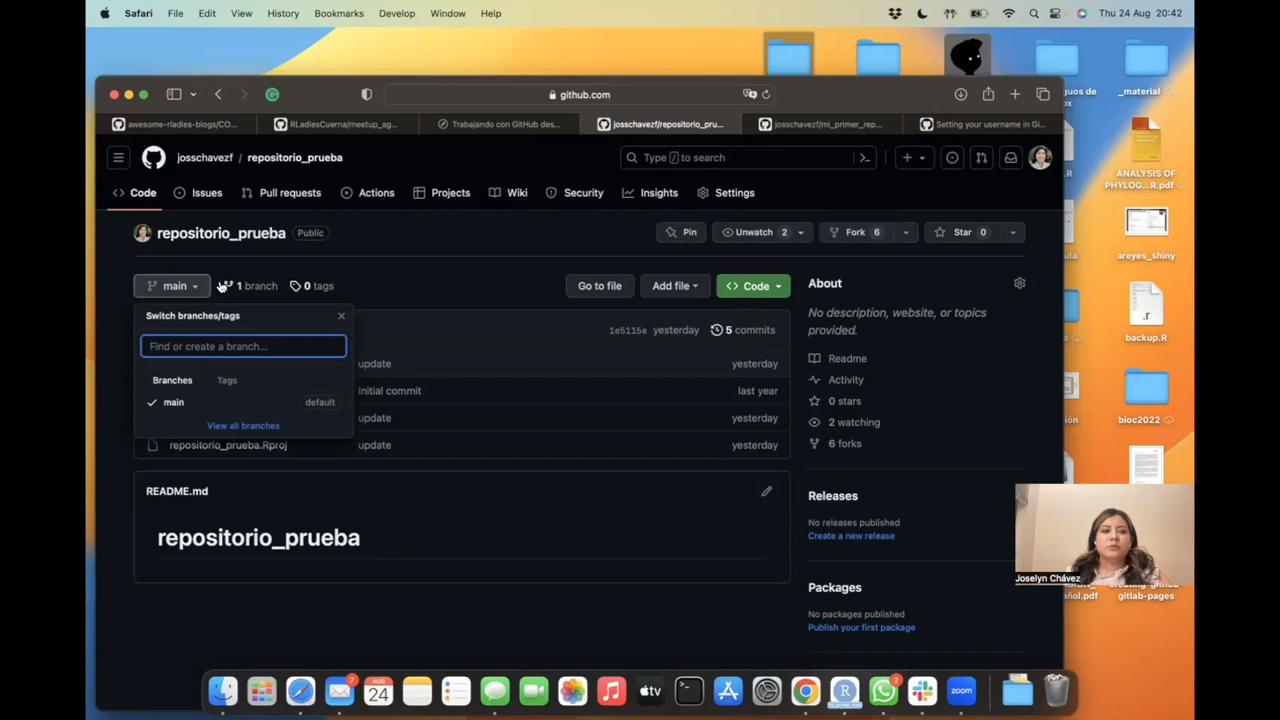 Safari File Edit View History Bookmarks Develop Window Help Thu 24 Aug 20:42
github.com
awesome-rladies-blogs/CO... RLadiesCuerna/meetup_ag... Trabajando con GitHub des... josschavezf/repositorio_pru... josschavezf/mi_primer_rep... Setting your username in Gi...
josschavezf / repositorio_prueba Type / to search
Code Issues Pull requests Actions Projects Wiki Security Insights Settings
repositorio_prueba Public Pin Unwatch 2 Fork 6 Star 0
main 1 branch 0 tags Go to file Add file Code
Switch branches/tags
Find or create a branch...
Branches Tags
main default
View all branches
1e5115e yesterday 5 commits
update yesterday
Initial commit last year
update yesterday
repositorio_prueba.Rproj update yesterday
README.md
repositorio_prueba
About
No description, website, or topics
provided.
Readme
Activity
0 stars
2 watching
6 forks
Releases
No releases published
Create a new release
Packages
No packages published
Publish your first package
_material
ANALYSIS OF
PHYLOG...R.pdf
areyes_shiny
.r
backup.R
bioc2022
Joselyn Chávez
gitlab-pages
7
AUG
24
tv
2
zoom